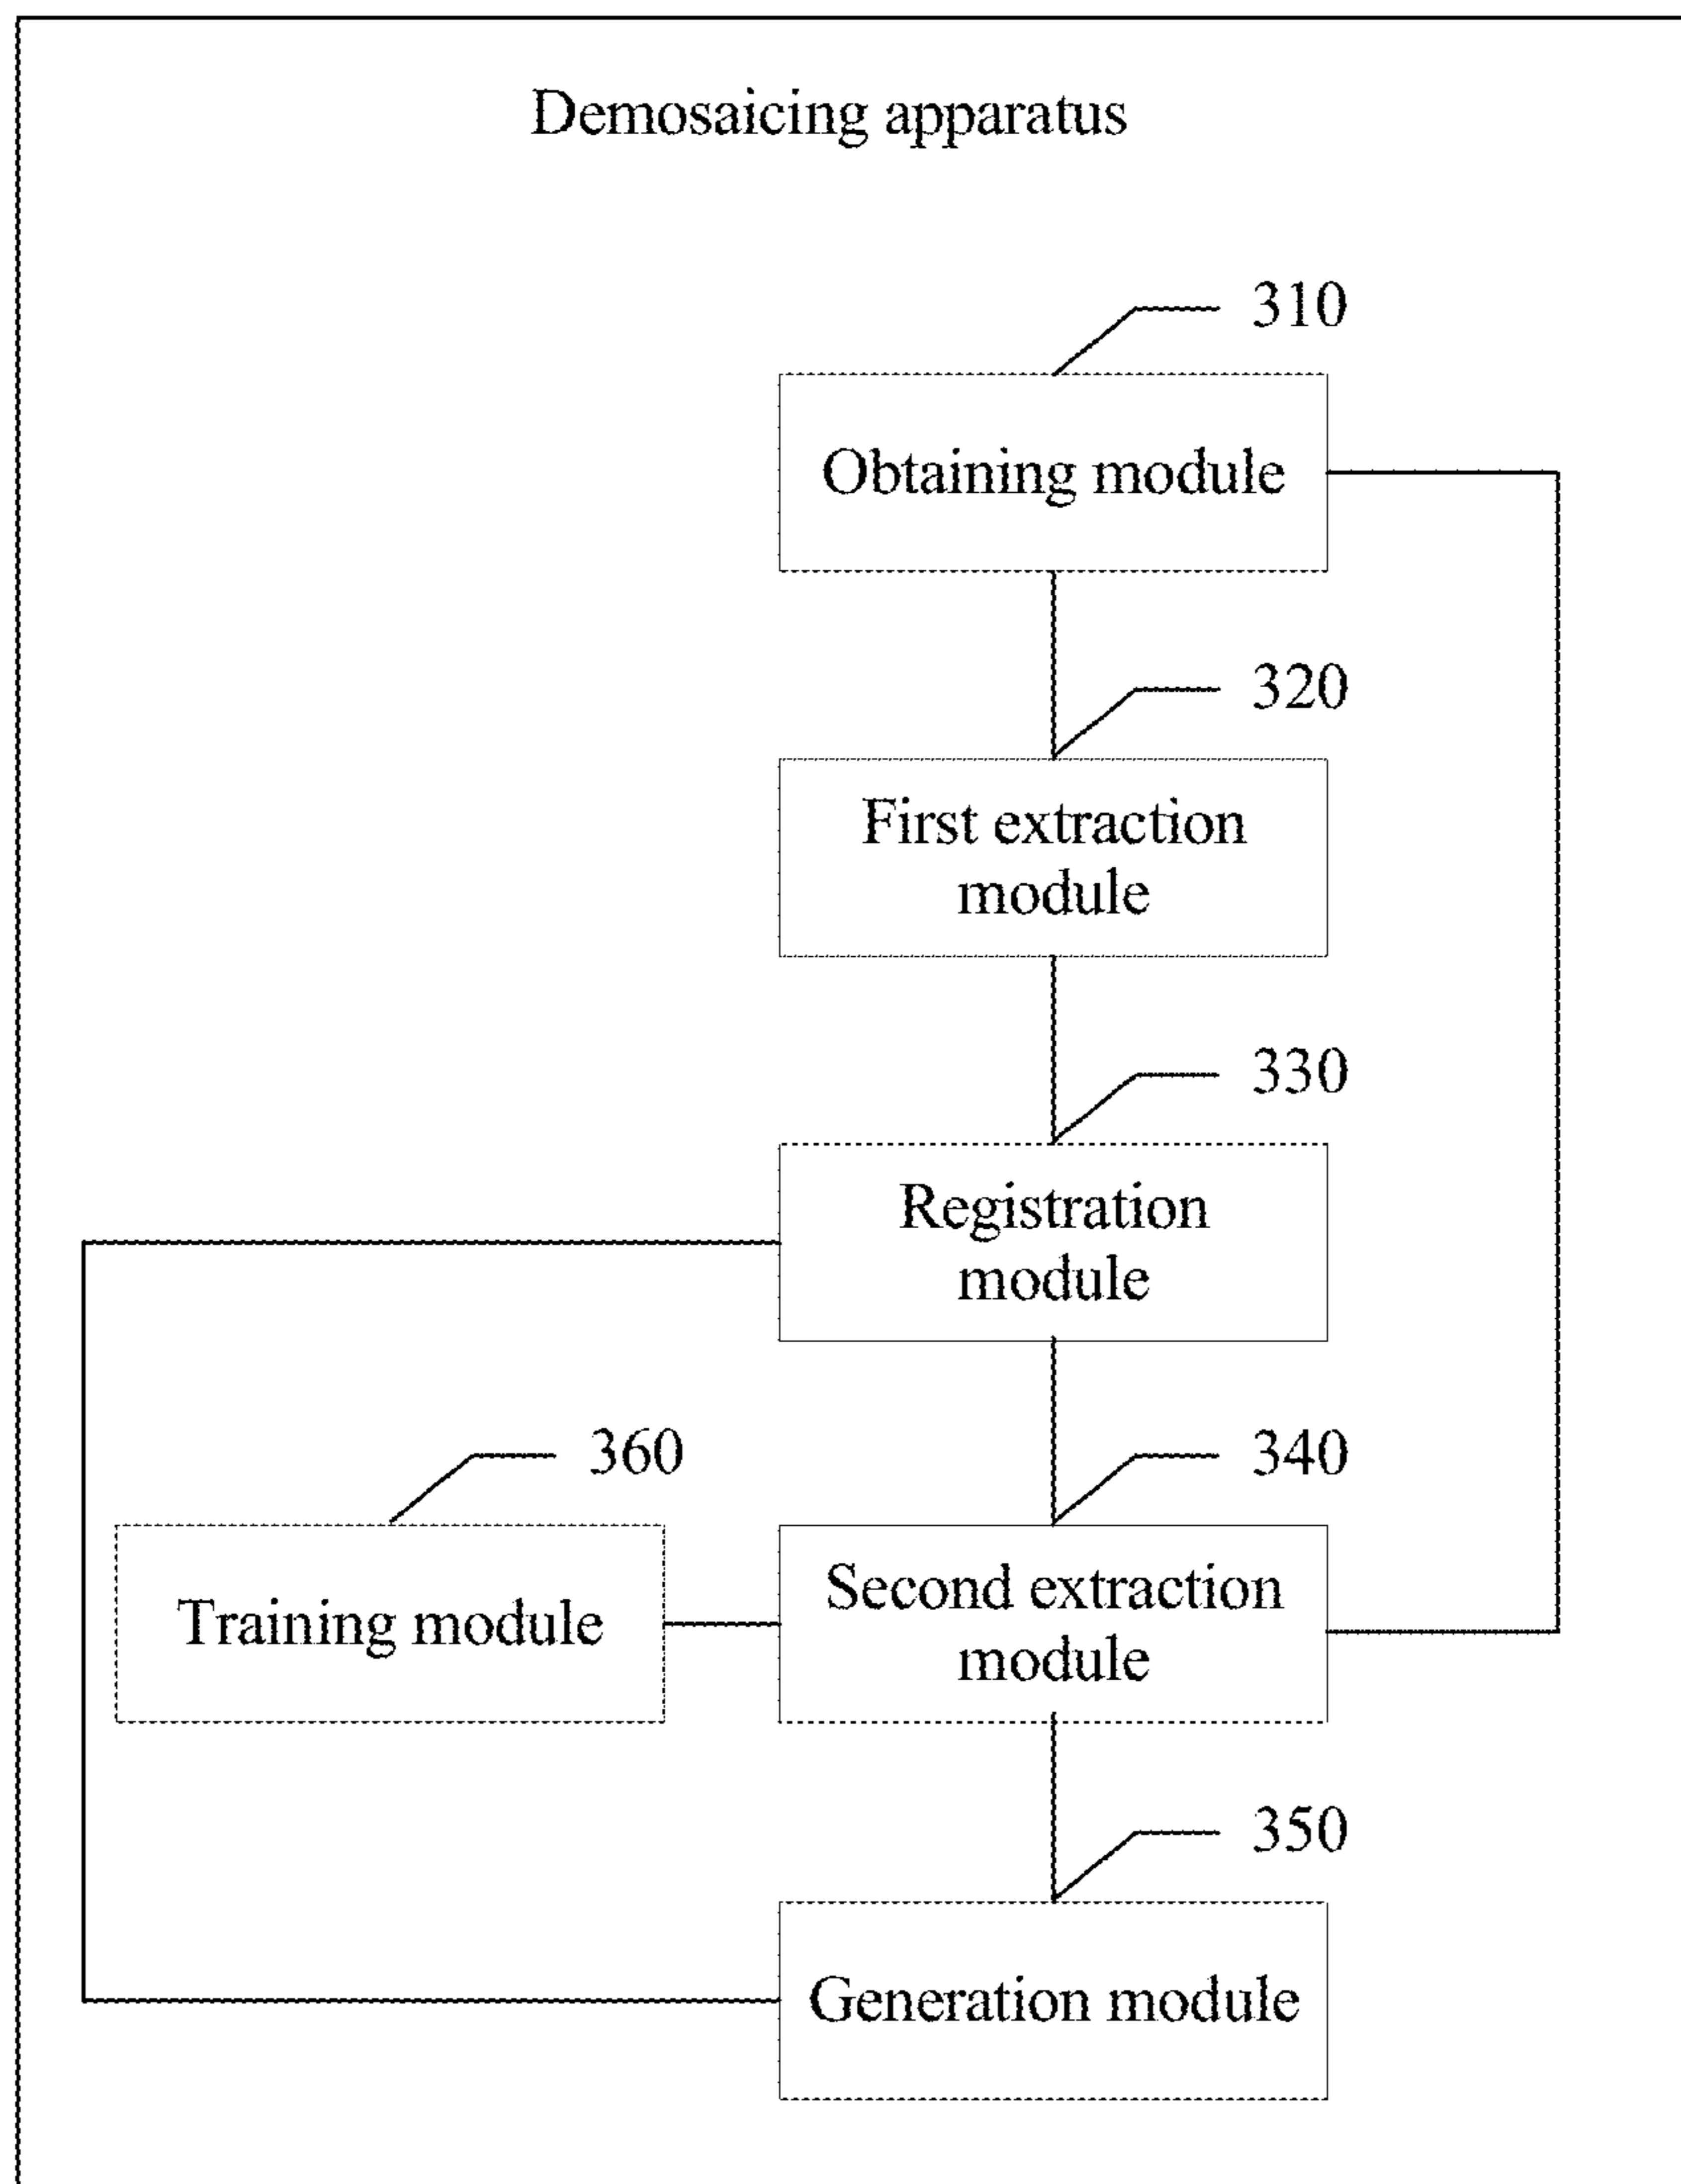 Demosaicing apparatus
310
Obtaining module
320
First extraction
module
330
Registration
module
360
340
Training module
Second extraction
module
350
Generation module